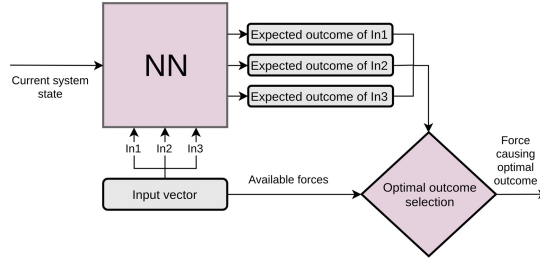 NN
Expected outcome of In1
Expected outcome of In2
Expected outcome of In3
Current system
state
In1 In2 In3
Input vector
Available forces
Optimal outcome
selection
Force
causing
optimal
outcome